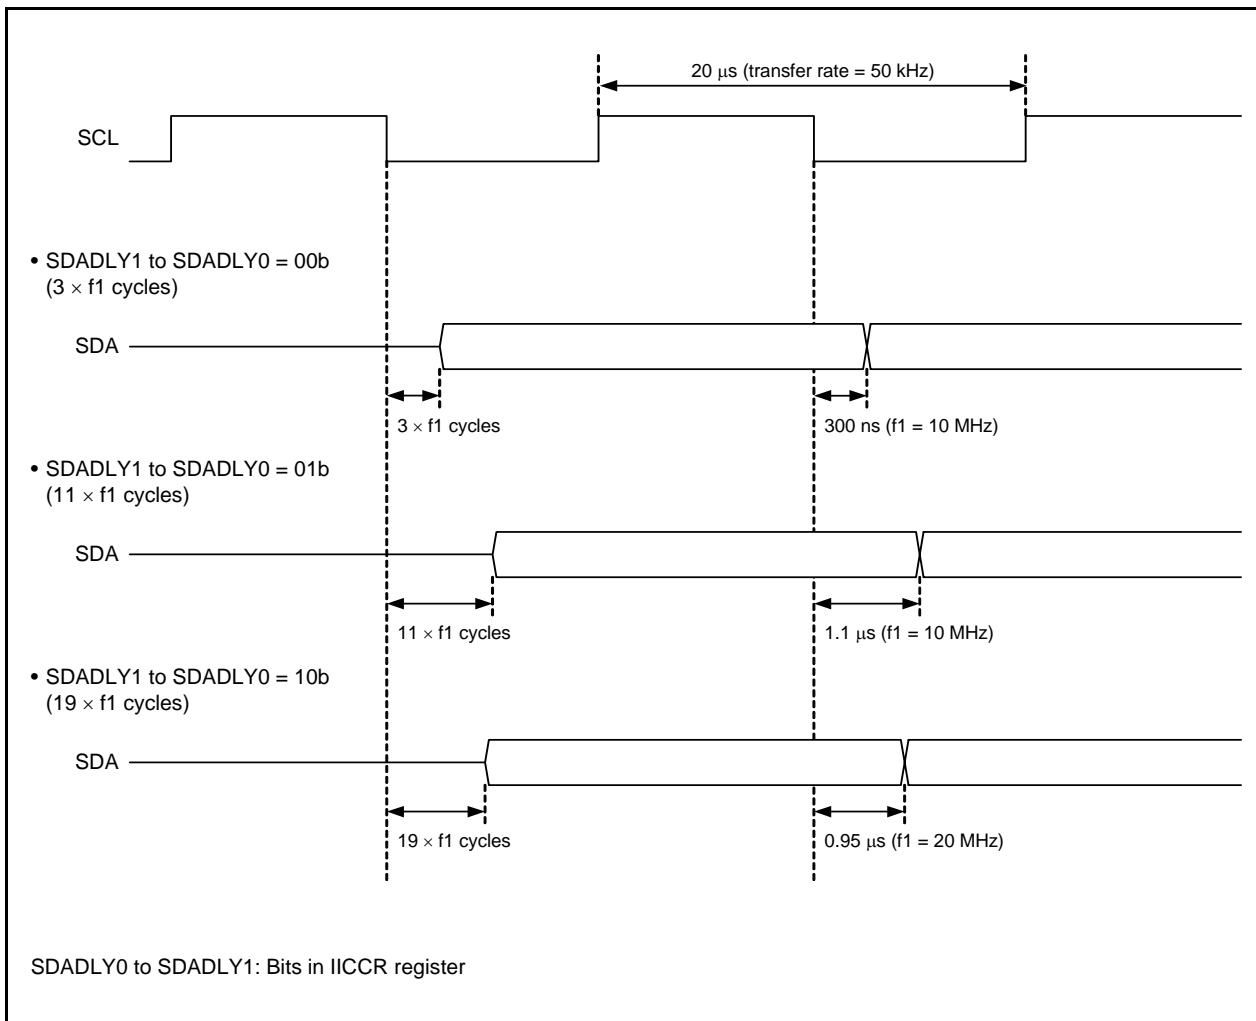 20 μs (transfer rate = 50 kHz)
SCL
• SDADLY1 to SDADLY0 = 00b
(3 × f1 cycles)
SDA
3 × f1 cycles
300 ns (f1 = 10 MHz)
• SDADLY1 to SDADLY0 = 01b
(11 × f1 cycles)
SDA
11 × f1 cycles
1.1 μs (f1 = 10 MHz)
• SDADLY1 to SDADLY0 = 10b
(19 × f1 cycles)
SDA
19 × f1 cycles
0.95 μs (f1 = 20 MHz)
SDADLY0 to SDADLY1: Bits in IICCR register